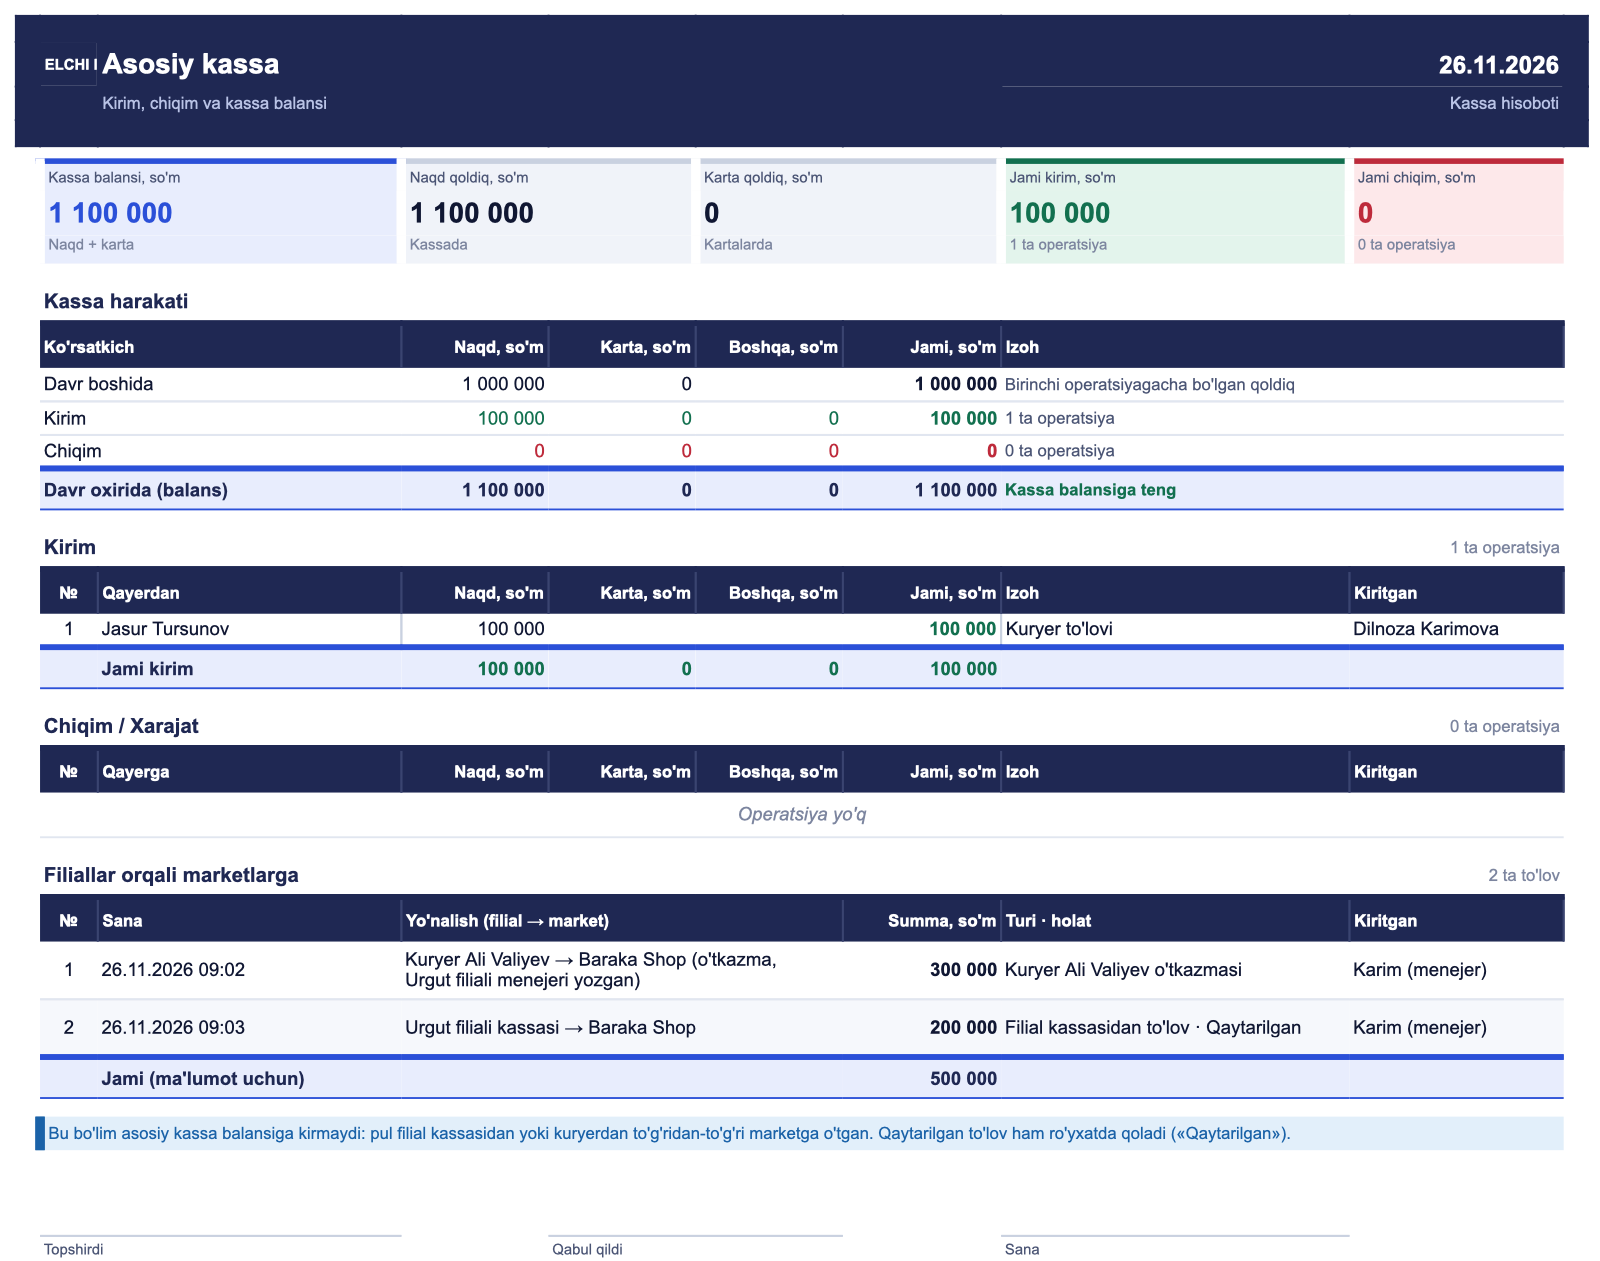 ELCHI
Asosiy kassa
26.11.2026
Kirim, chiqim va kassa balansi
Kassa hisoboti
Kassa balansi, so'm
1 100 000
Naqd + karta
Naqd qoldiq, so'm
1 100 000
Kassada
Karta qoldiq, so'm
0
Kartalarda
Jami kirim, so'm
100 000
1 ta operatsiya
Jami chiqim, so'm
0
0 ta operatsiya
Kassa harakati
Ko'rsatkich Naqd, so'm Karta, so'm Boshqa, so'm Jami, so'm Izoh
Davr boshida 1 000 000 0 1 000 000 Birinchi operatsiyagacha bo'lgan qoldiq
Kirim 100 000 0 0 100 000 1 ta operatsiya
Chiqim 0 0 0 0 0 ta operatsiya
Davr oxirida (balans) 1 100 000 0 0 1 100 000 Kassa balansiga teng
Kirim 1 ta operatsiya
№ Qayerdan Naqd, so'm Karta, so'm Boshqa, so'm Jami, so'm Izoh Kiritgan
1 Jasur Tursunov 100 000 100 000 Kuryer to'lovi Dilnoza Karimova
Jami kirim 100 000 0 0 100 000
Chiqim / Xarajat 0 ta operatsiya
№ Qayerga Naqd, so'm Karta, so'm Boshqa, so'm Jami, so'm Izoh Kiritgan
Operatsiya yo'q
Filiallar orqali marketlarga 2 ta to'lov
№ Sana Yo'nalish (filial → market) Summa, so'm Turi · holat Kiritgan
1 26.11.2026 09:02 Kuryer Ali Valiyev → Baraka Shop (o'tkazma,
Urgut filiali menejeri yozgan) 300 000 Kuryer Ali Valiyev o'tkazmasi Karim (menejer)
2 26.11.2026 09:03 Urgut filiali kassasi → Baraka Shop 200 000 Filial kassasidan to'lov · Qaytarilgan Karim (menejer)
Jami (ma'lumot uchun) 500 000
Bu bo'lim asosiy kassa balansiga kirmaydi: pul filial kassasidan yoki kuryerdan to'g'ridan-to'g'ri marketga o'tgan. Qaytarilgan to'lov ham ro'yxatda qoladi («Qaytarilgan»).
Topshirdi Qabul qildi Sana